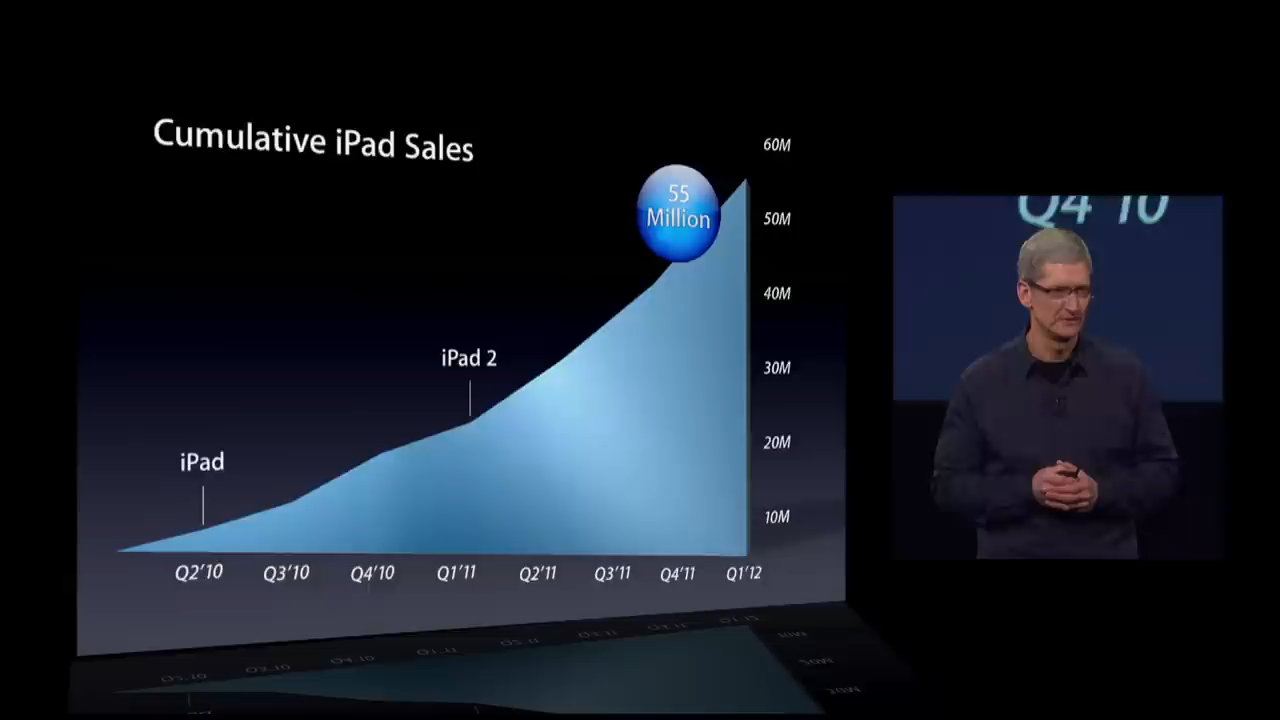 Cumulative iPad Sales
60M
55
Million
50M
40M
iPad 2
30M
20M
iPad
10M
Q2'10 Q3'10 Q4'10 Q1'11 Q2'11 Q3'11 Q4'11 Q1'12
Q4'10